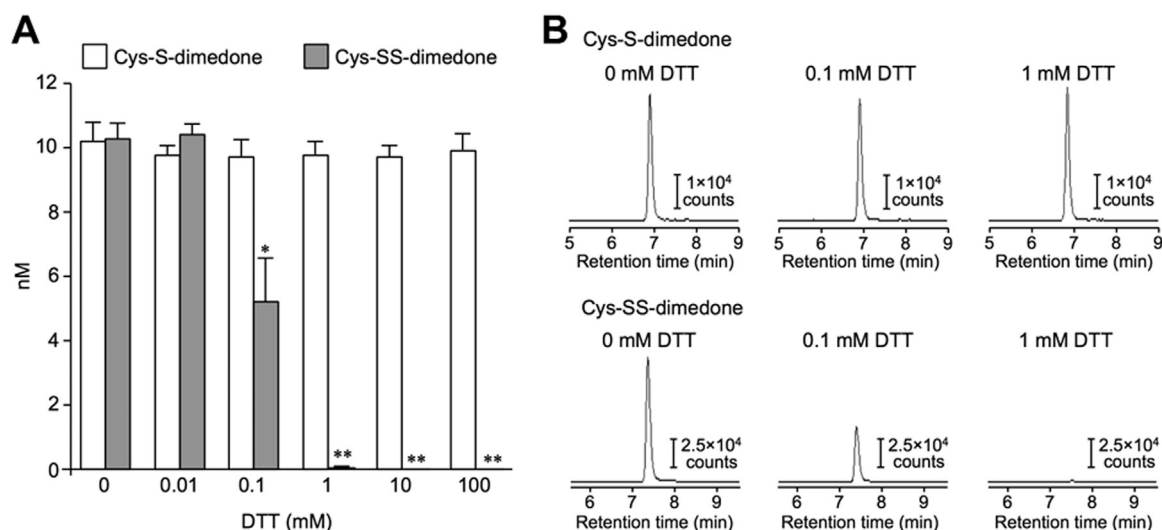 A
Cys-S-dimedone Cys-SS-dimedone
12
10
8
6
4
2
0
nM
*
** ** **
0 0.01 0.1 1 10 100
DTT (mM)
B
Cys-S-dimedone
0 mM DTT 0.1 mM DTT 1 mM DTT
1×10⁴ counts 1×10⁴ counts 1×10⁴ counts
5 6 7 8 9 5 6 7 8 9 5 6 7 8 9
Retention time (min) Retention time (min) Retention time (min)
Cys-SS-dimedone
0 mM DTT 0.1 mM DTT 1 mM DTT
2.5×10⁴ counts 2.5×10⁴ counts 2.5×10⁴ counts
6 7 8 9 6 7 8 9 6 7 8 9
Retention time (min) Retention time (min) Retention time (min)